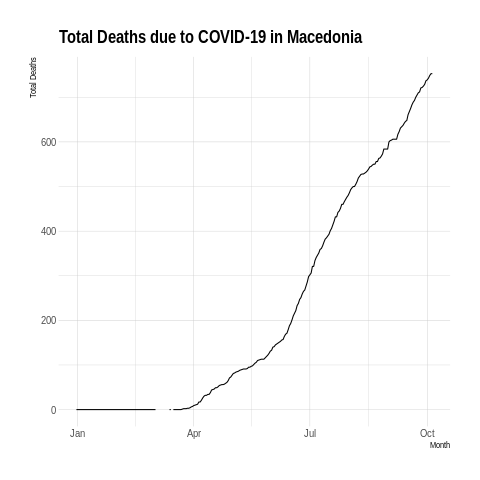 Total Deaths due to COVID-19 in Macedonia
Total Deaths
600
400
200
0
Jan Apr Jul Oct
Month